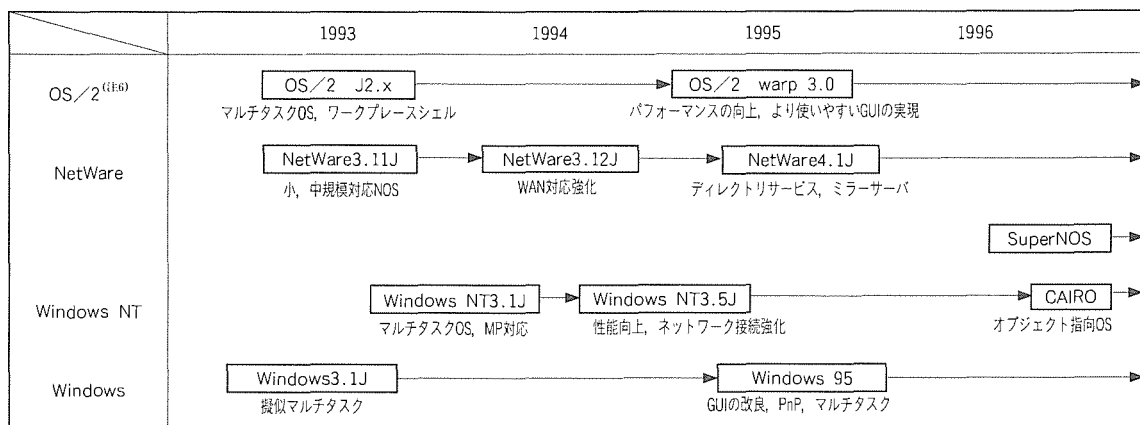 1993 1994 1995 1996
OS／2(注6)
OS／2 J2.x
OS／2 warp 3.0
マルチタスクOS，ワークプレースシェル
パフォーマンスの向上，より使いやすいGUIの実現
NetWare
NetWare3.11J
NetWare3.12J
NetWare4.1J
小，中規模対応NOS
WAN対応強化
ディレクトリサービス，ミラーサーバ
SuperNOS
Windows NT
Windows NT3.1J
Windows NT3.5J
CAIRO
マルチタスクOS，MP対応
性能向上，ネットワーク接続強化
オブジェクト指向OS
Windows
Windows3.1J
Windows 95
擬似マルチタスク
GUIの改良，PnP，マルチタスク